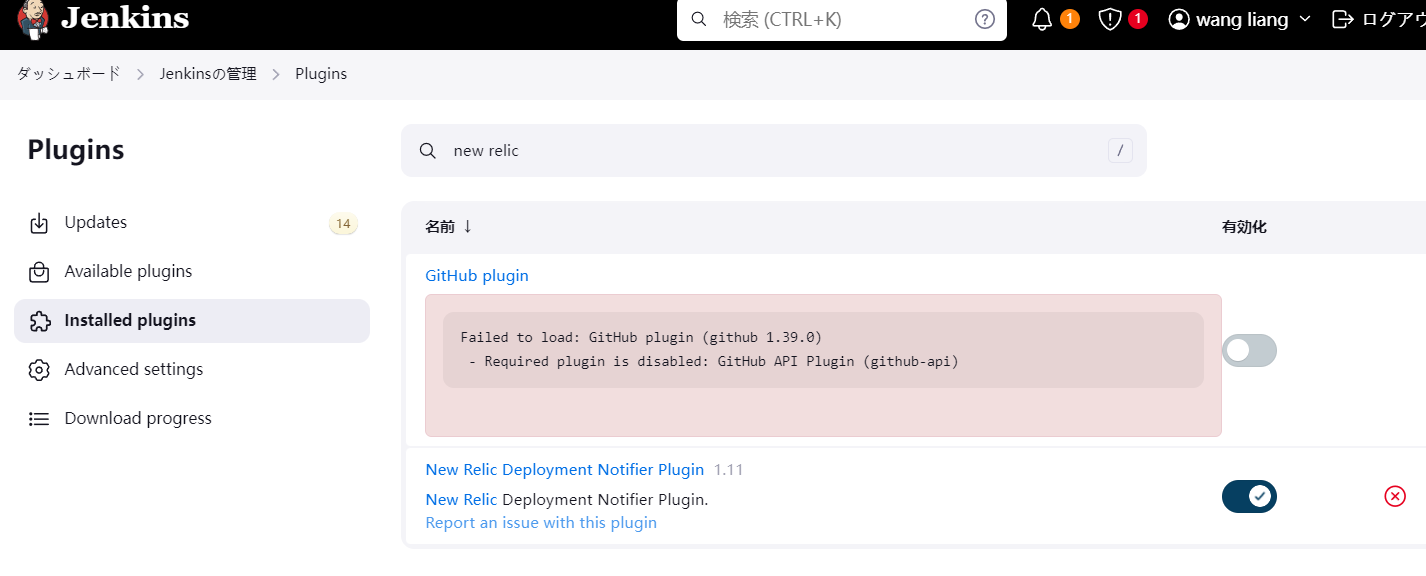 Jenkins
検索 (CTRL+K)
?
1
1
wang liang
ログアウ
ダッシュボード
Jenkinsの管理
Plugins
Plugins
new relic
/
Updates
14
Available plugins
Installed plugins
Advanced settings
Download progress
名前 ↓
有効化
GitHub plugin
Failed to load: GitHub plugin (github 1.39.0)
- Required plugin is disabled: GitHub API Plugin (github-api)
New Relic Deployment Notifier Plugin 1.11
New Relic Deployment Notifier Plugin.
Report an issue with this plugin